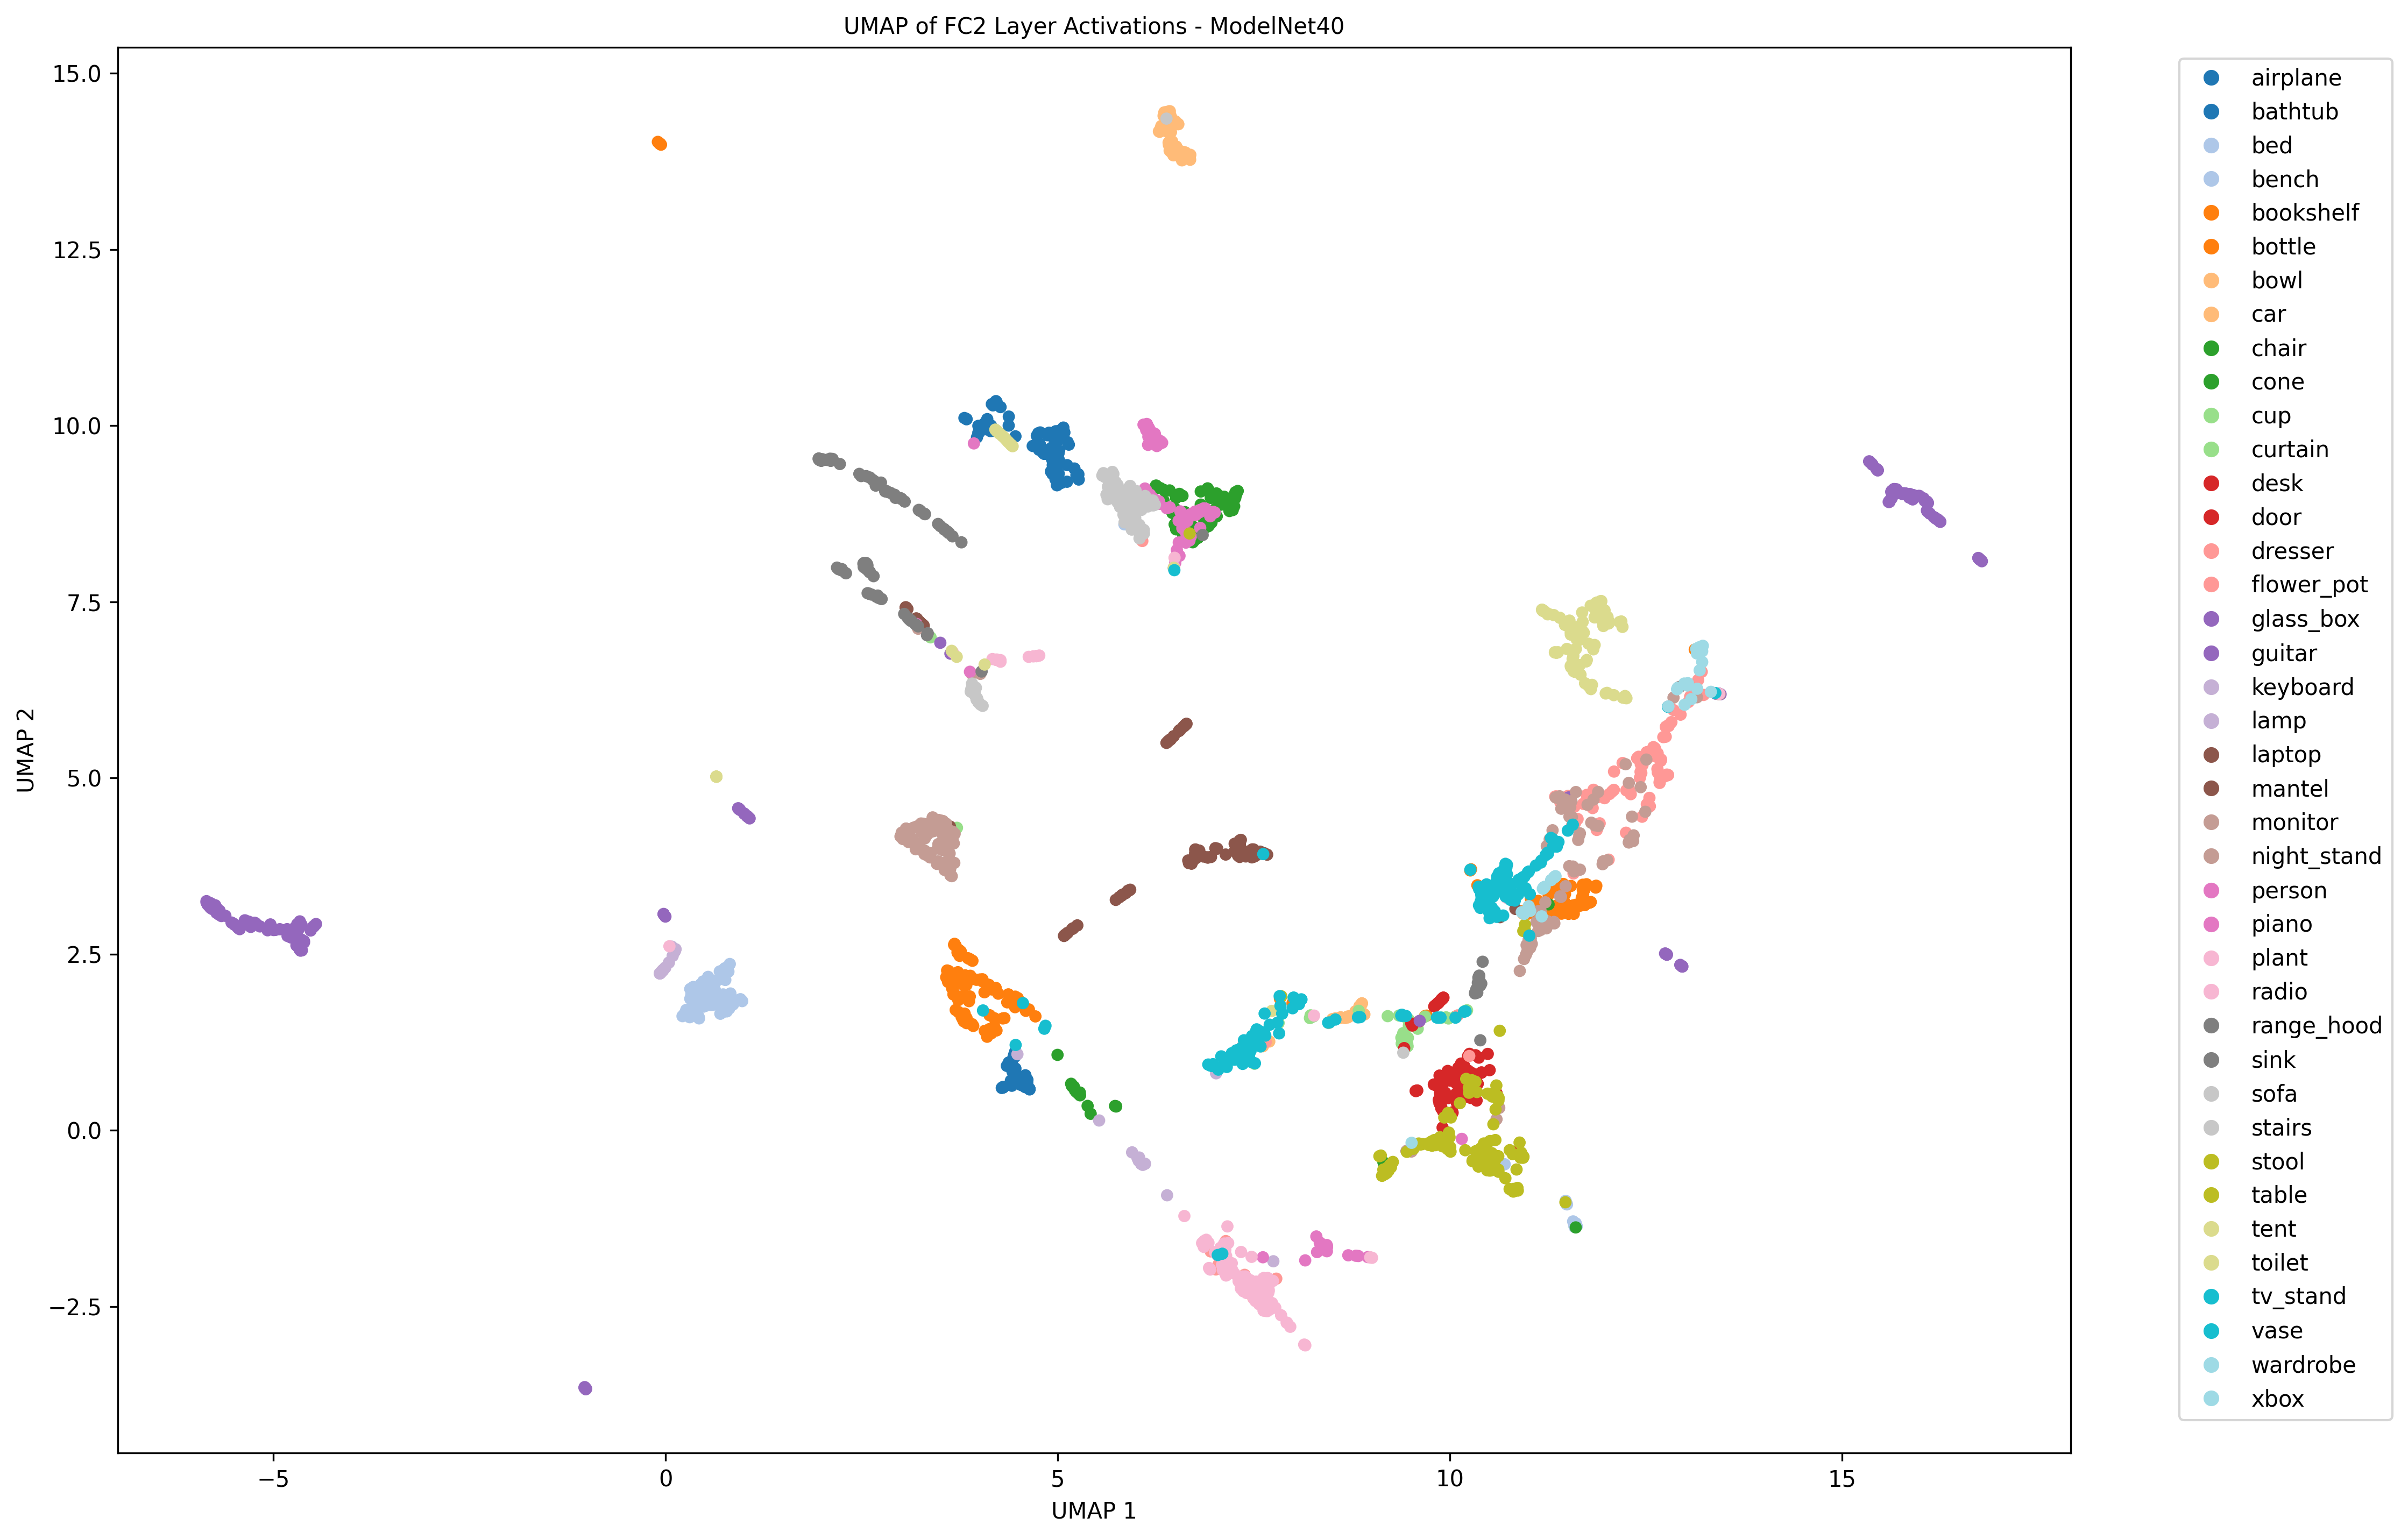 UMAP of FC2 Layer Activations - ModelNet40
15.0
12.5
10.0
7.5
5.0
2.5
0.0
−2.5
UMAP 2
−5
0
5
10
15
UMAP 1
airplane
bathtub
bed
bench
bookshelf
bottle
bowl
car
chair
cone
cup
curtain
desk
door
dresser
flower_pot
glass_box
guitar
keyboard
lamp
laptop
mantel
monitor
night_stand
person
piano
plant
radio
range_hood
sink
sofa
stairs
stool
table
tent
toilet
tv_stand
vase
wardrobe
xbox